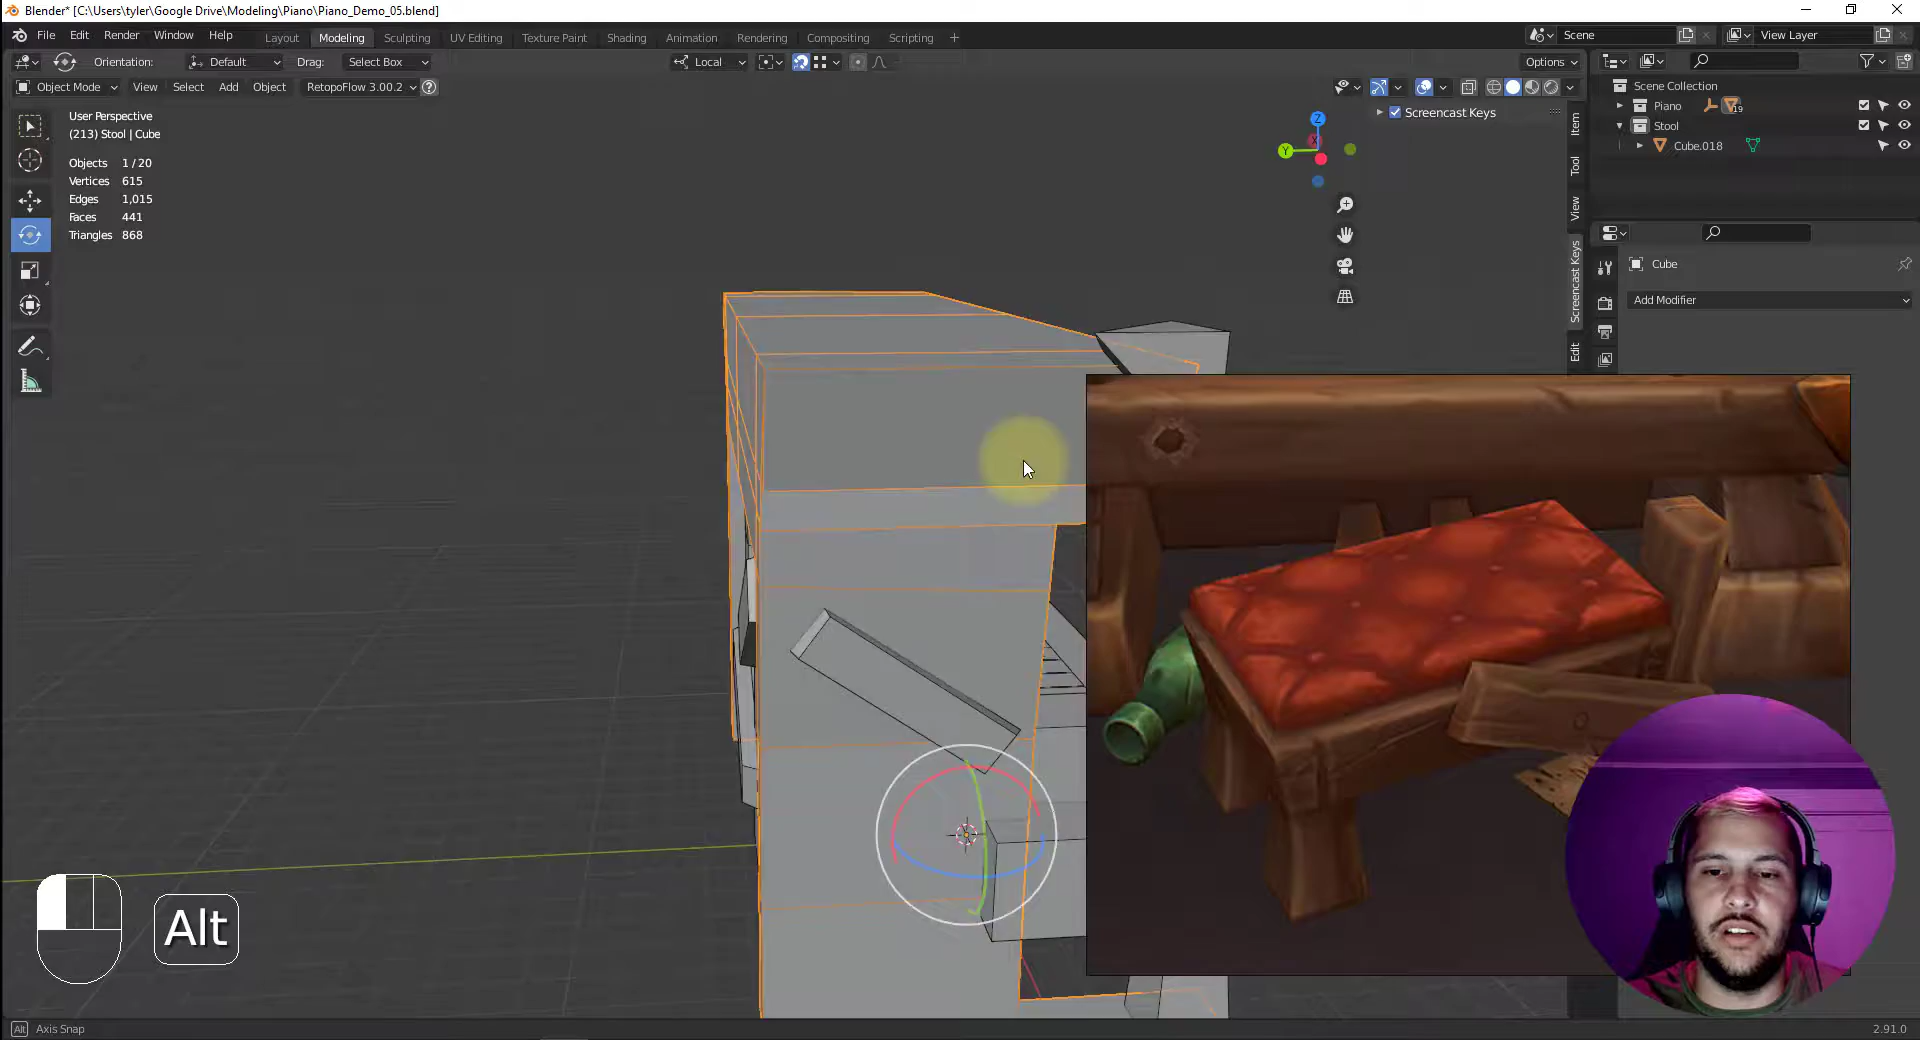 Blender* [C:\Users\tyler\Google Drive\Modeling\Piano\Piano_Demo_05.blend]
File Edit Render Window Help Layout Modeling Sculpting UV Editing Texture Paint Shading Animation Rendering Compositing Scripting + Scene View Layer
Orientation: Default Drag: Select Box Local Options
Object Mode View Select Add Object RetopoFlow 3.00.2
User Perspective
(213) Stool | Cube
Objects 1 / 20
Vertices 615
Edges 1,015
Faces 441
Triangles 868
Screencast Keys
Z
X
Y
Item
Tool
View
Screencast Keys
Edit
Scene Collection
Piano 19
Stool
Cube.018
Cube
Add Modifier
Alt
Alt Axis Snap
2.91.0